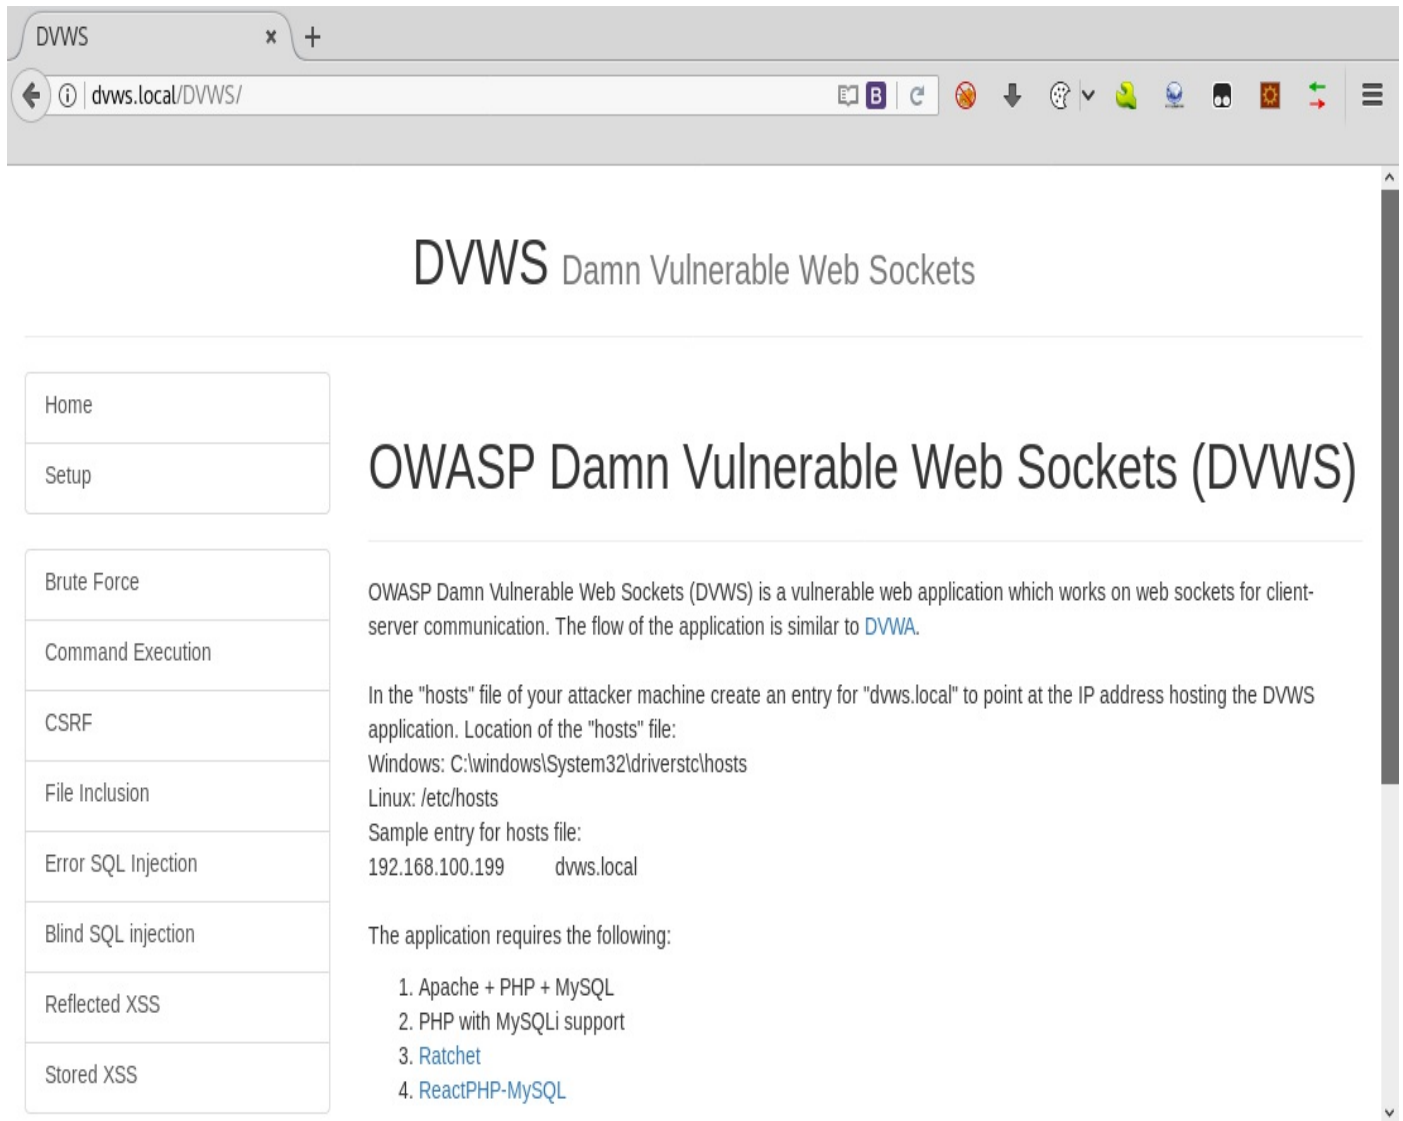 DVWS
dvws.local/DVWS/
B
DVWS Damn Vulnerable Web Sockets
Home
Setup
Brute Force
Command Execution
CSRF
File Inclusion
Error SQL Injection
Blind SQL injection
Reflected XSS
Stored XSS
OWASP Damn Vulnerable Web Sockets (DVWS)
OWASP Damn Vulnerable Web Sockets (DVWS) is a vulnerable web application which works on web sockets for client-
server communication. The flow of the application is similar to DVWA.
In the "hosts" file of your attacker machine create an entry for "dvws.local" to point at the IP address hosting the DVWS
application. Location of the "hosts" file:
Windows: C:\windows\System32\driverstc\hosts
Linux: /etc/hosts
Sample entry for hosts file:
192.168.100.199 dvws.local
The application requires the following:
1. Apache + PHP + MySQL
2. PHP with MySQLi support
3. Ratchet
4. ReactPHP-MySQL